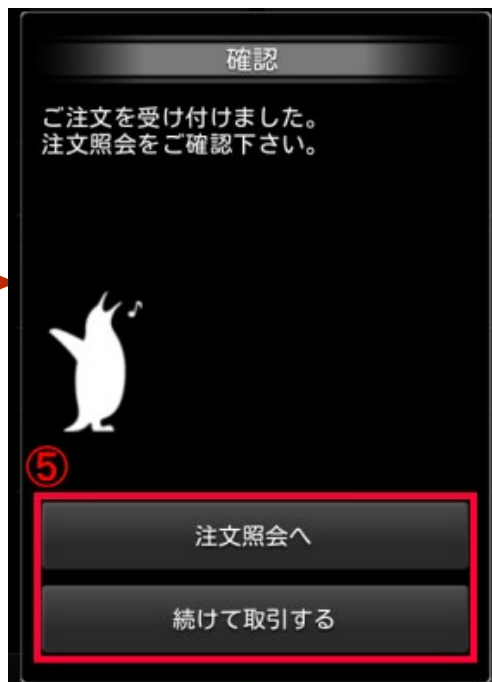 確認
ご注文を受け付けました。
注文照会をご確認下さい。
♪
⑤
注文照会へ
続けて取引する